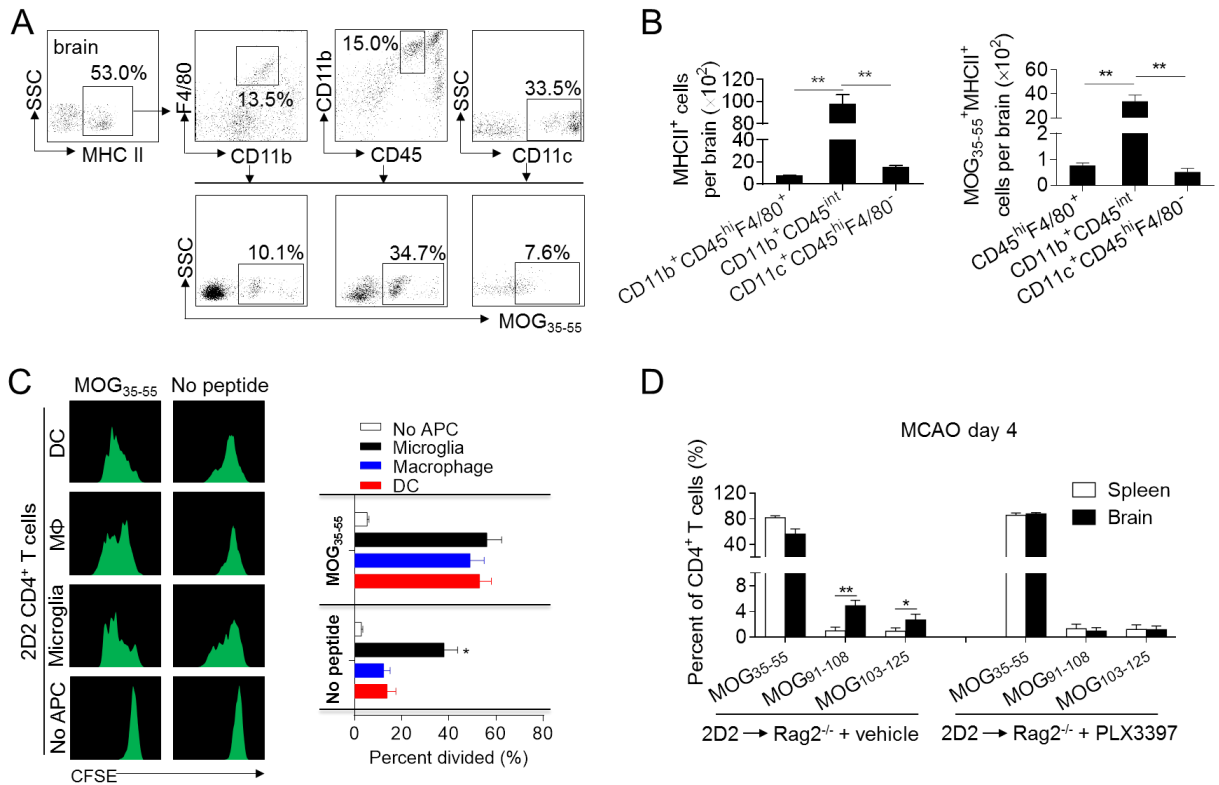 A
brain
53.0%
SSC
MHC II
F4/80
13.5%
CD11b
15.0%
CD11b
CD45
33.5%
SSC
CD11c
SSC
10.1%
34.7%
7.6%
MOG35-55
B
MHCII+ cells
per brain (×10²)
120
100
80
40
20
0
** **
CD11b+CD45hiF4/80+
CD11b+CD45int
CD11c+CD45hiF4/80-
MOG35-55+MHCII+
cells per brain (×10²)
60
40
20
2
1
0
** **
CD45hiF4/80+
CD11b+CD45int
CD11c+CD45hiF4/80-
C
MOG35-55 No peptide
2D2 CD4+ T cells
DC
MΦ
Microglia
No APC
CFSE
No APC
Microglia
Macrophage
DC
MOG35-55
No peptide
*
0 20 40 60 80
Percent divided (%)
D
MCAO day 4
Percent of CD4+ T cells (%)
120
80
40
8
4
0
Spleen
Brain
** *
MOG35-55 MOG91-108 MOG103-125 MOG35-55 MOG91-108 MOG103-125
2D2 → Rag2-/- + vehicle 2D2 → Rag2-/- + PLX3397